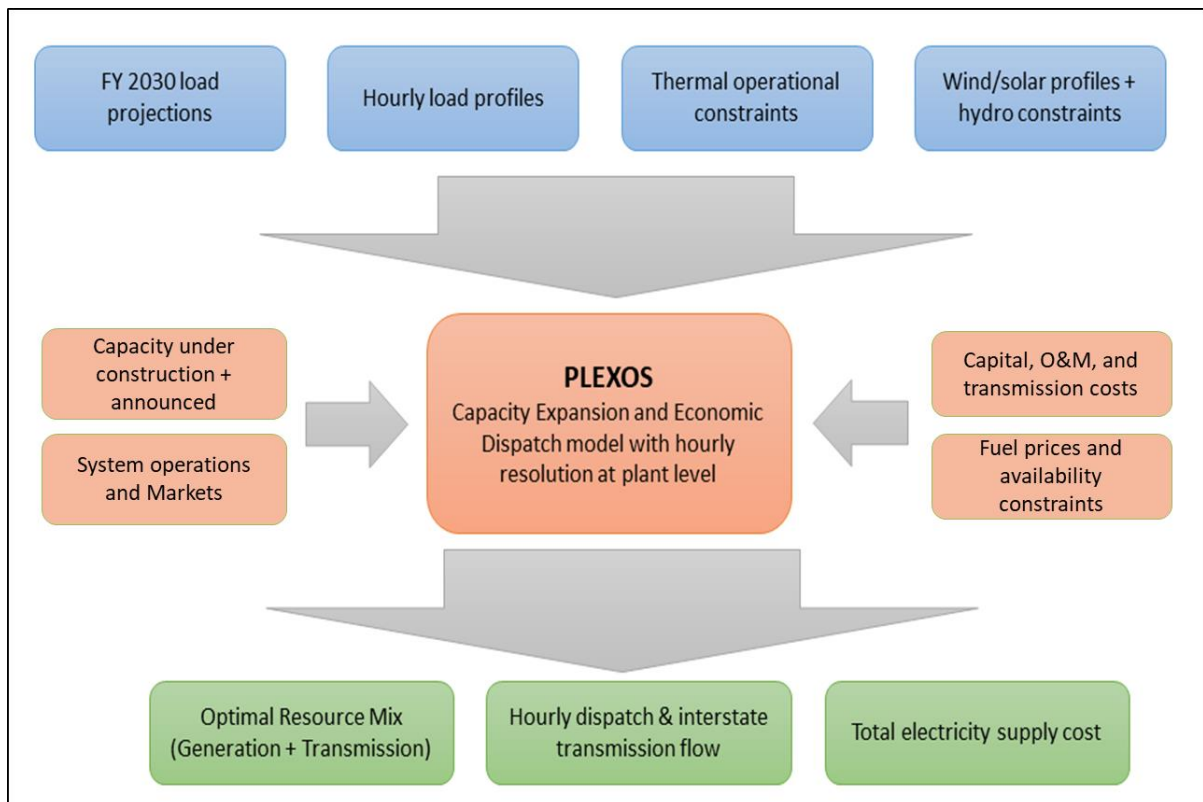 FY 2030 load
projections
Hourly load profiles
Thermal operational
constraints
Wind/solar profiles +
hydro constraints
Capacity under
construction +
announced
System operations
and Markets
PLEXOS
Capacity Expansion and Economic
Dispatch model with hourly
resolution at plant level
Capital, O&M, and
transmission costs
Fuel prices and
availability
constraints
Optimal Resource Mix
(Generation + Transmission)
Hourly dispatch & interstate
transmission flow
Total electricity supply cost